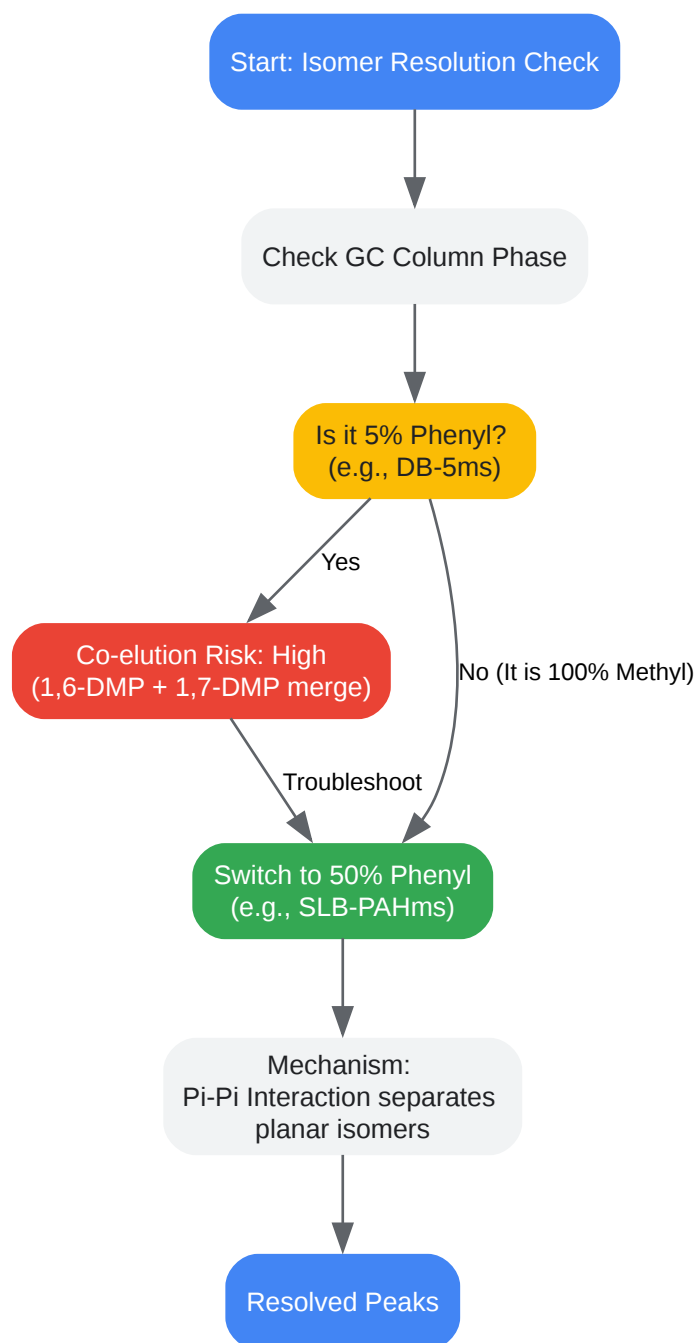 Start: Isomer Resolution Check
Check GC Column Phase
Is it 5% Phenyl?
(e.g., DB-5ms)
Yes
Co-elution Risk: High
(1,6-DMP + 1,7-DMP merge)
No (It is 100% Methyl)
Troubleshoot
Switch to 50% Phenyl
(e.g., SLB-PAHms)
Mechanism:
Pi-Pi Interaction separates
planar isomers
Resolved Peaks